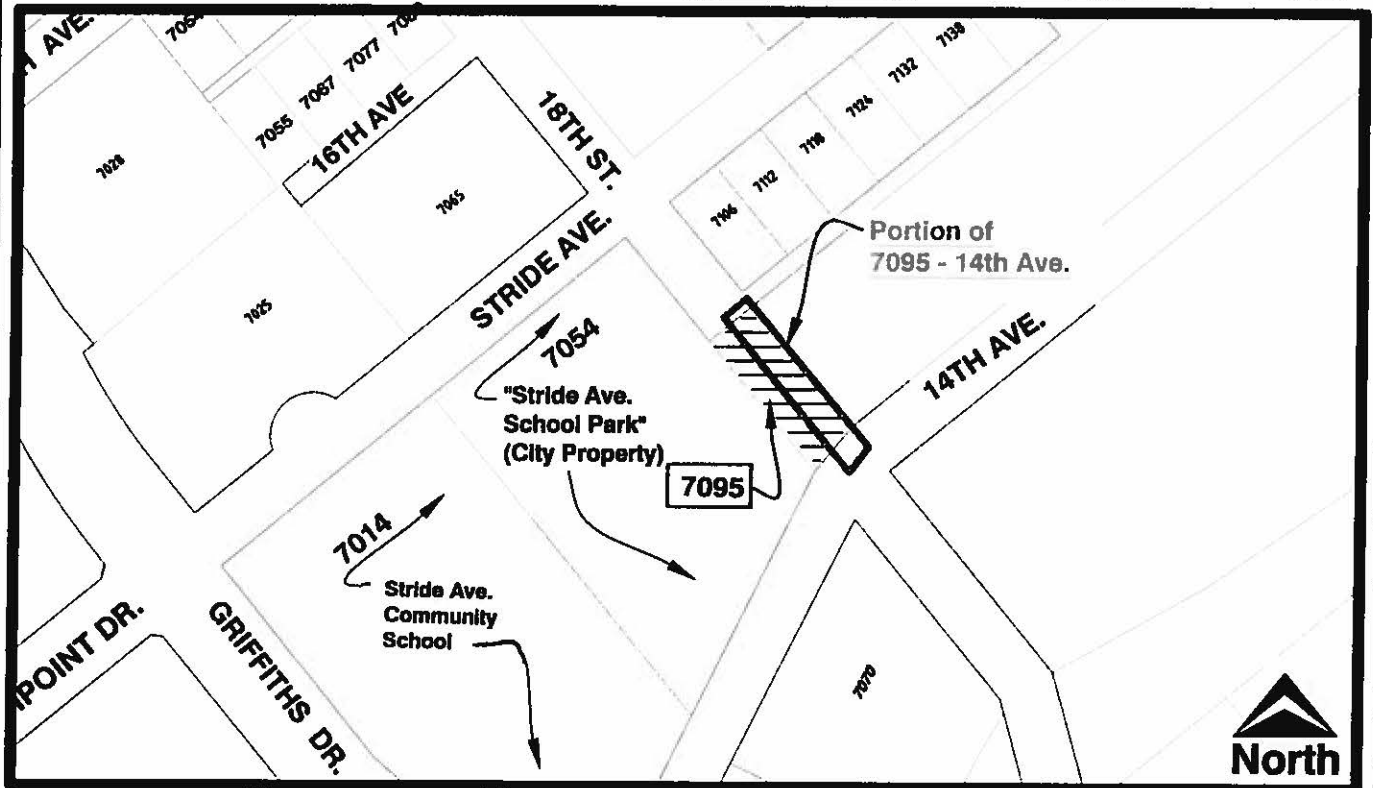 AVE.
7077
7067
7055
16TH AVE
18TH ST.
7138
7132
7124
7118
7112
7106
7028
7065
Portion of
7095 - 14th Ave.
STRIDE AVE.
7025
7054
14TH AVE.
"Stride Ave.
School Park"
(City Property)
7095
7014
Stride Ave.
Community
School
POINT DR.
GRIFFITHS DR.
7070
North